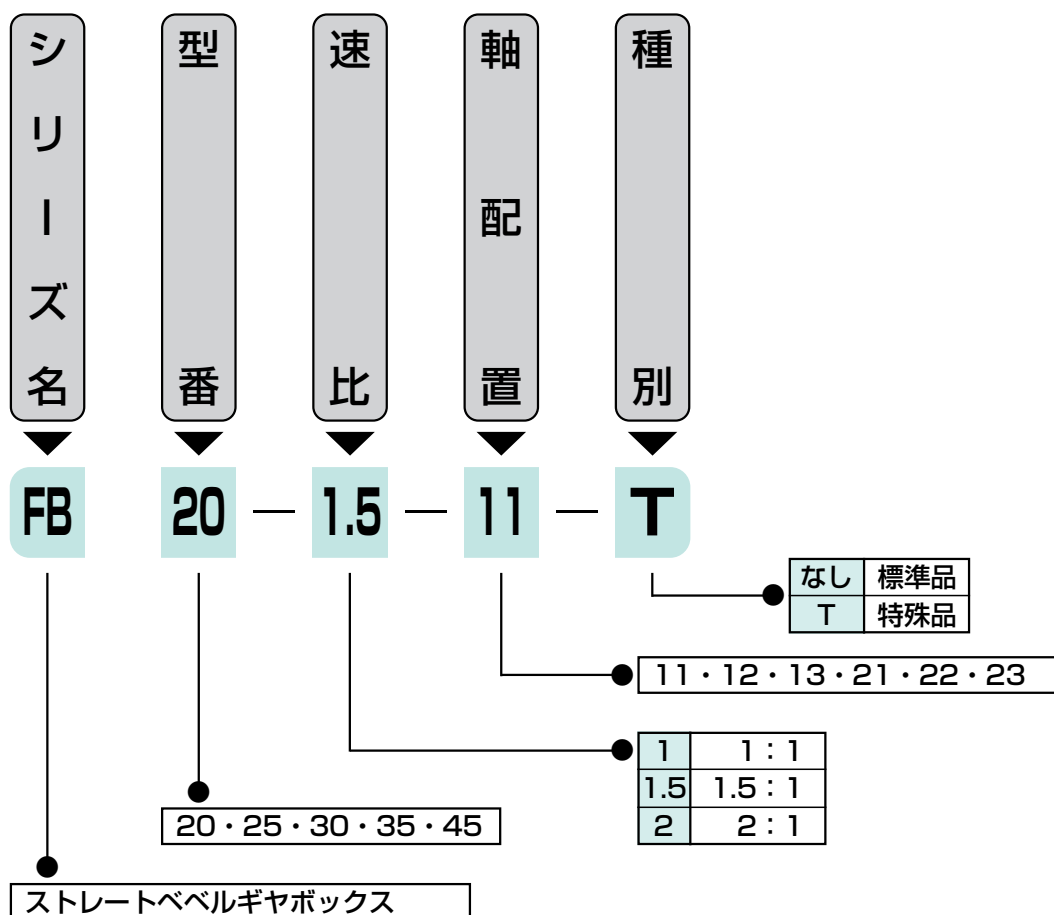 シリーズ名
型番
速比
軸配置
種別
FB 20 — 1.5 — 11 — T
なし 標準品
T 特殊品
11・12・13・21・22・23
1 1：1
1.5 1.5：1
2 2：1
20・25・30・35・45
ストレートベベルギヤボックス